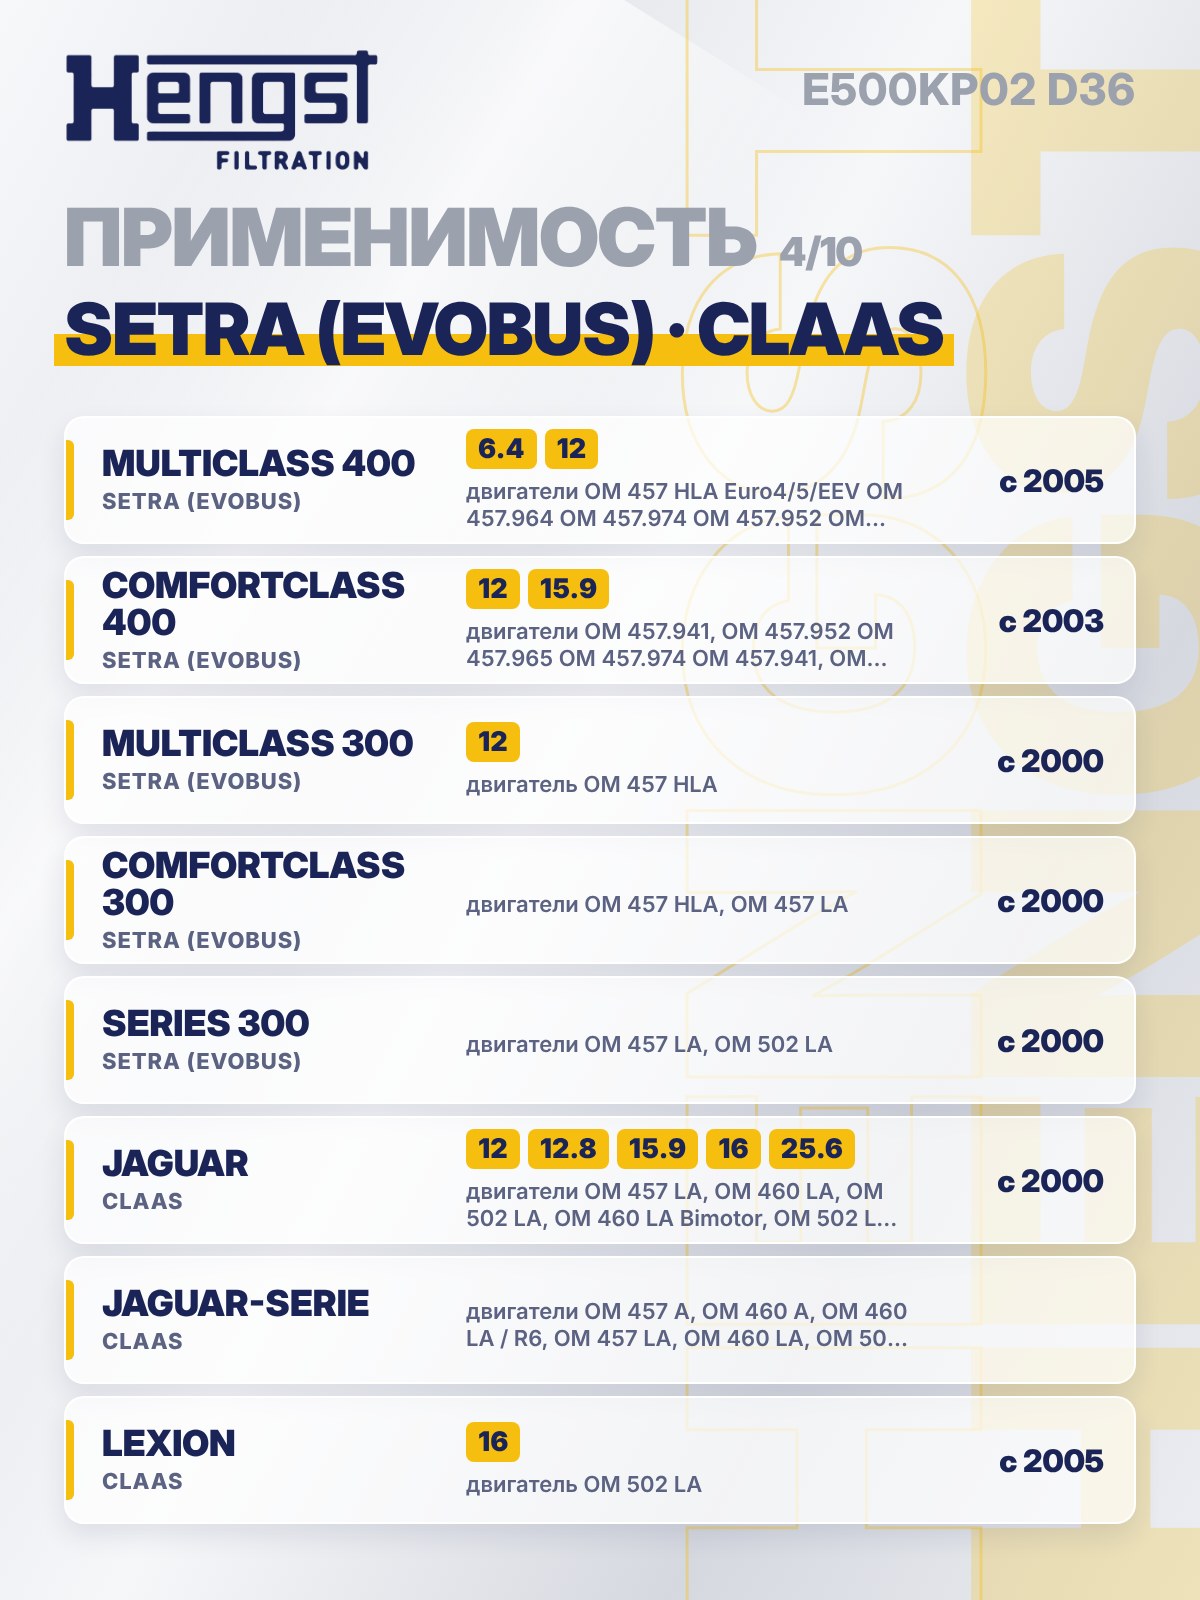 Hengst
FILTRATION
E500KP02 D36
ПРИМЕНИМОСТЬ 4/10
SETRA (EVOBUS) · CLAAS
MULTICLASS 400
SETRA (EVOBUS)
6.4 12
двигатели OM 457 HLA Euro4/5/EEV OM
457.964 OM 457.974 OM 457.952 OM...
с 2005
COMFORTCLASS
400
SETRA (EVOBUS)
12 15.9
двигатели OM 457.941, OM 457.952 OM
457.965 OM 457.974 OM 457.941, OM...
с 2003
MULTICLASS 300
SETRA (EVOBUS)
12
двигатель OM 457 HLA
с 2000
COMFORTCLASS
300
SETRA (EVOBUS)
двигатели OM 457 HLA, OM 457 LA
с 2000
SERIES 300
SETRA (EVOBUS)
двигатели OM 457 LA, OM 502 LA
с 2000
JAGUAR
CLAAS
12 12.8 15.9 16 25.6
двигатели OM 457 LA, OM 460 LA, OM
502 LA, OM 460 LA Bimotor, OM 502 L...
с 2000
JAGUAR-SERIE
CLAAS
двигатели OM 457 A, OM 460 A, OM 460
LA / R6, OM 457 LA, OM 460 LA, OM 50...
LEXION
CLAAS
16
двигатель OM 502 LA
с 2005
HENGST
HENGST